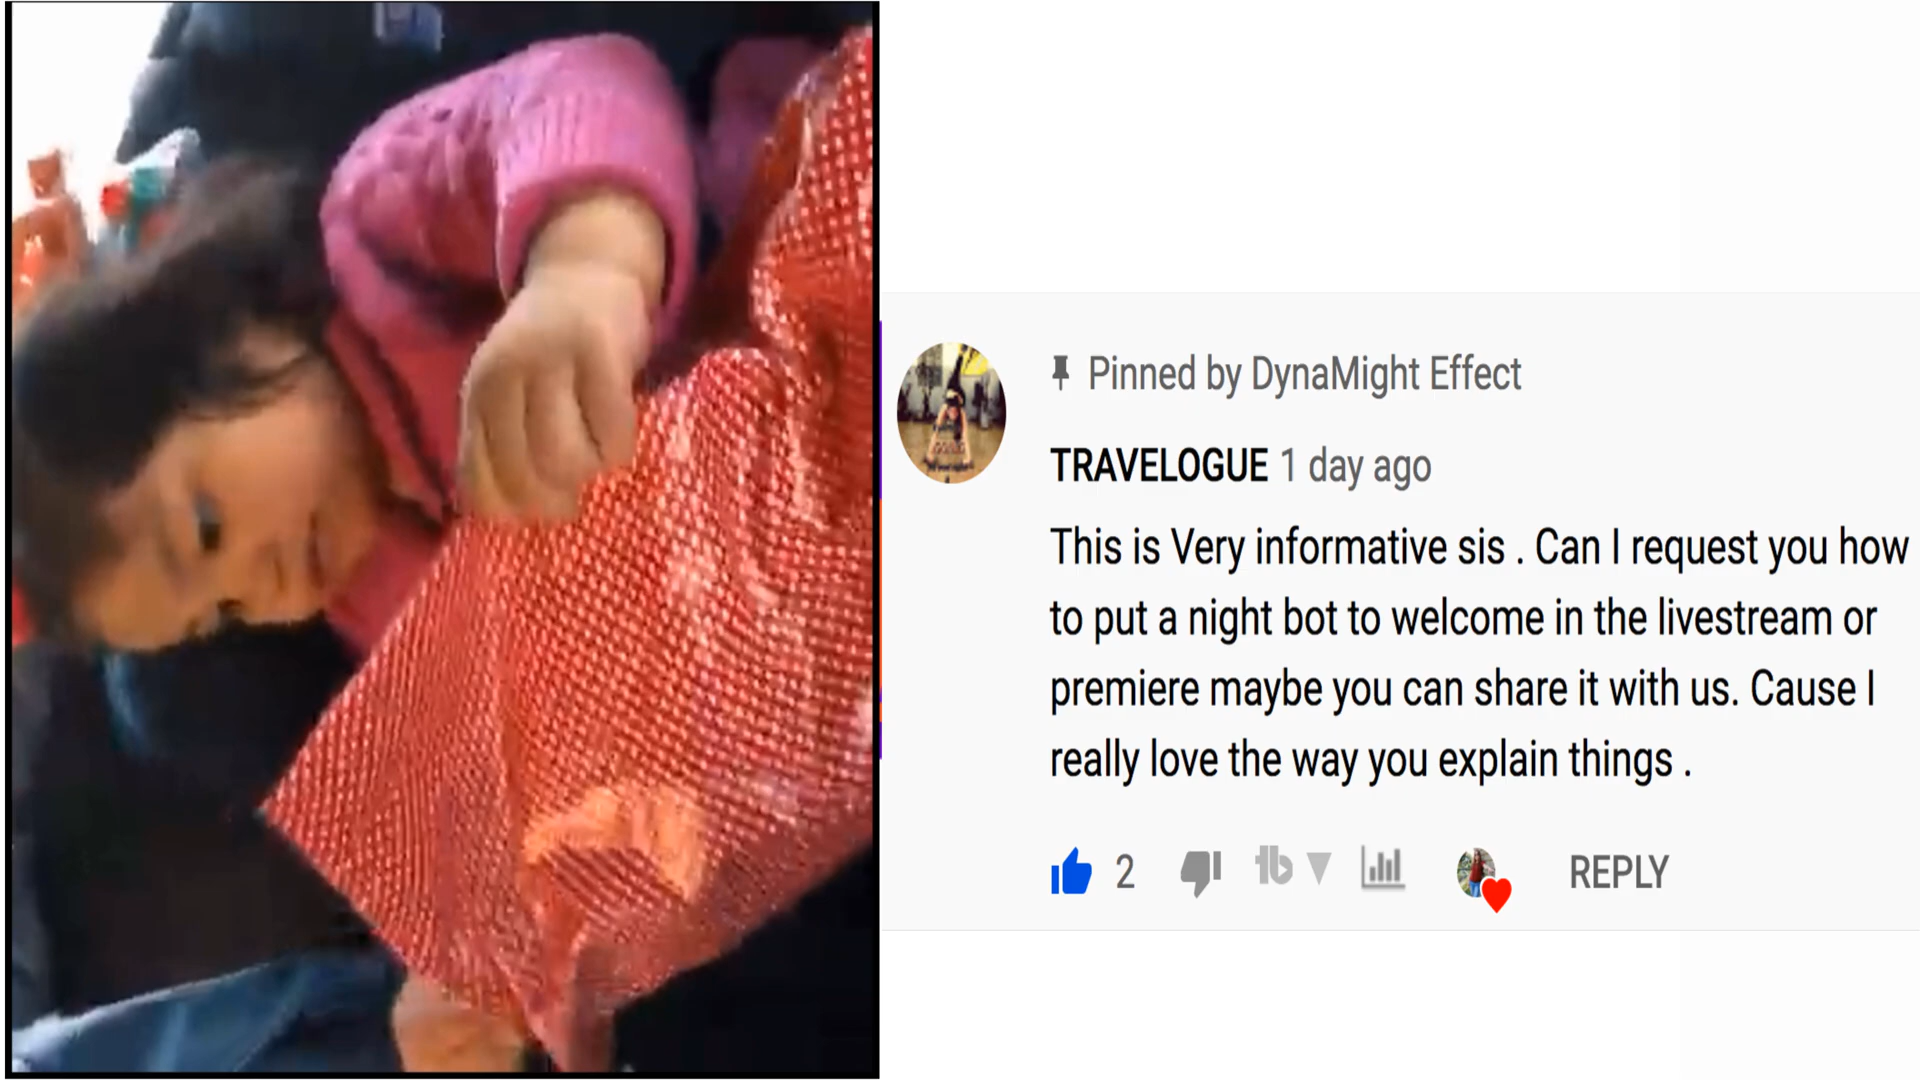 Pinned by DynaMight Effect
TRAVELOGUE 1 day ago
This is Very informative sis . Can I request you how
to put a night bot to welcome in the livestream or
premiere maybe you can share it with us. Cause I
really love the way you explain things .
2 tb REPLY